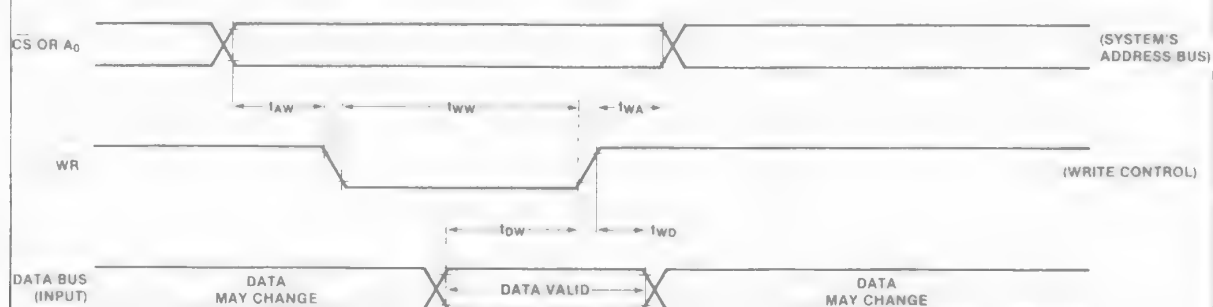 C̅S̅ OR A₀
(SYSTEM'S
ADDRESS BUS)
tAW
tWW
tWA
WR
(WRITE CONTROL)
tDW
tWD
DATA BUS
(INPUT)
DATA
MAY CHANGE
DATA VALID
DATA
MAY CHANGE